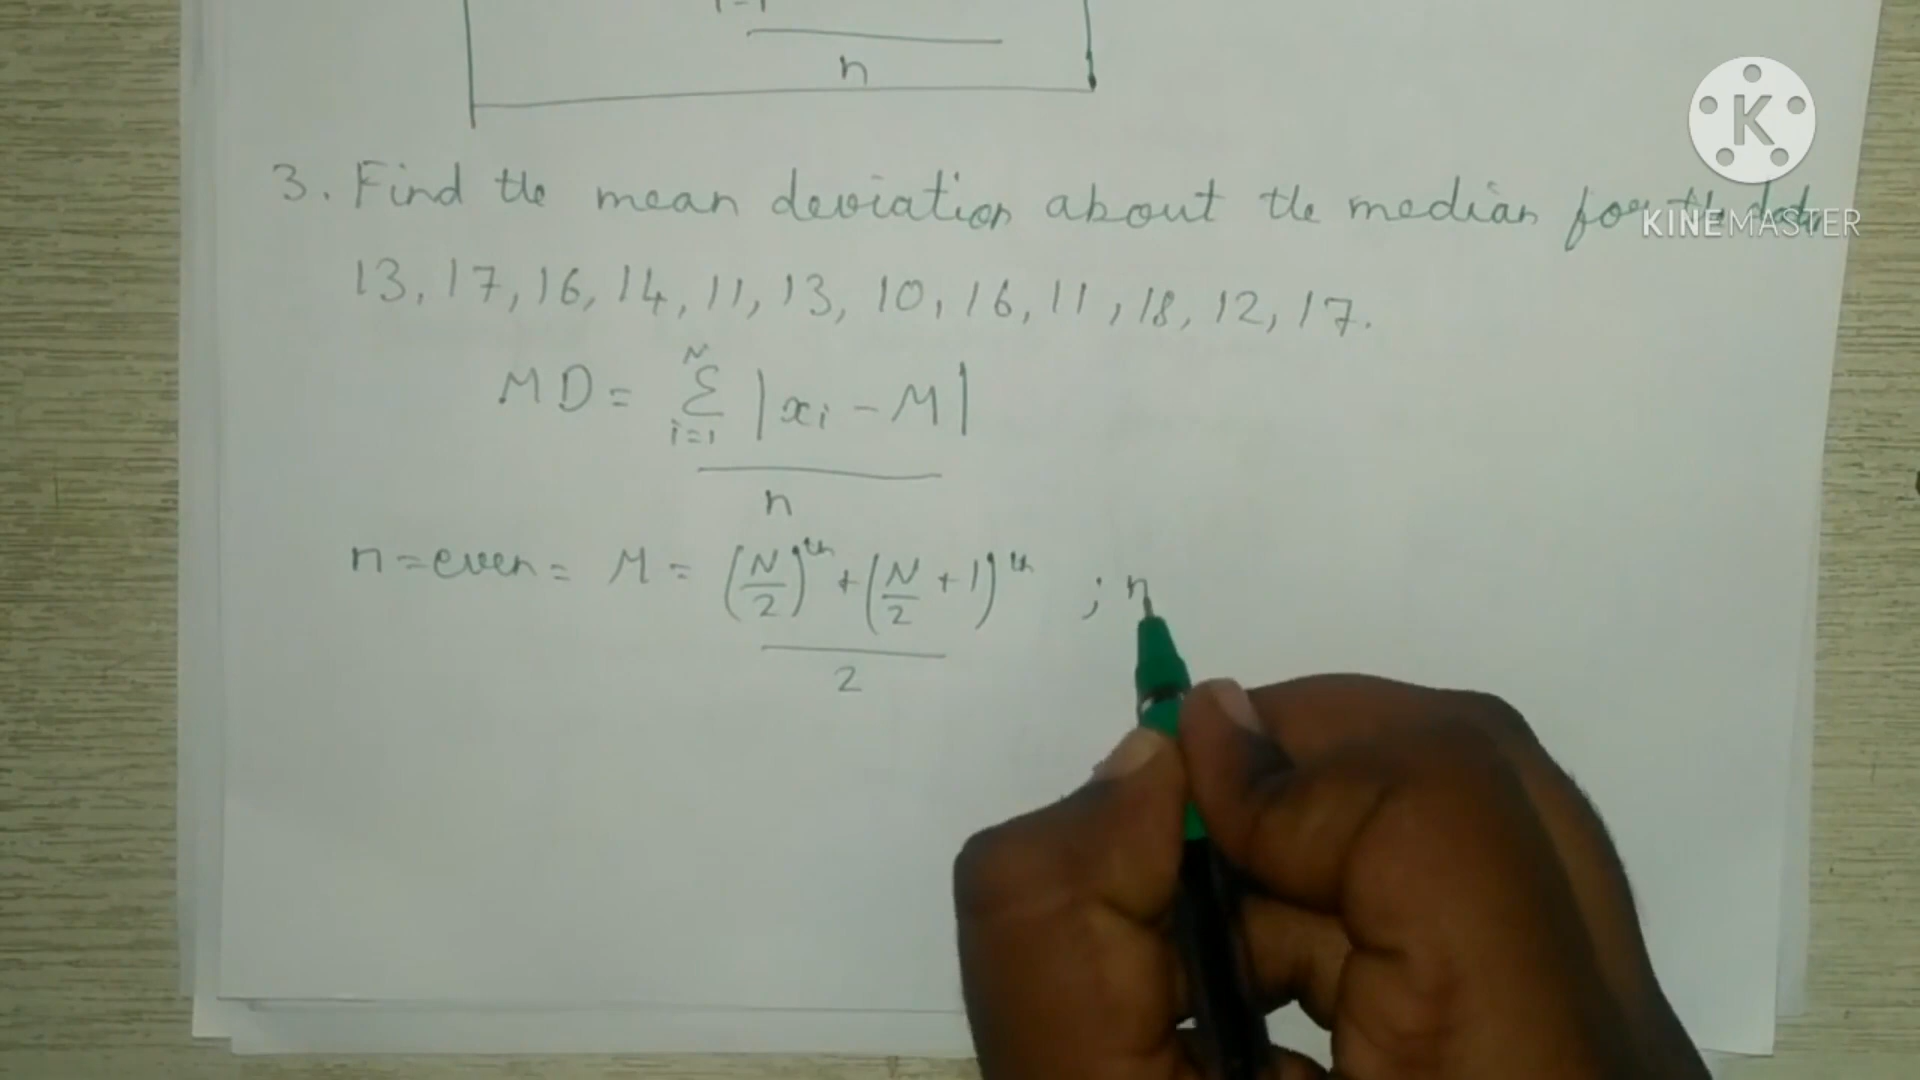 i=1
n
3. Find the mean deviation about the median for the data
13, 17, 16, 14, 11, 13, 10, 16, 11, 18, 12, 17.
MD = N Σ i=1 |xi - M|
n
n = even = M = (N/2)th + (N/2 + 1)th ; n
2
K
KINEMASTER